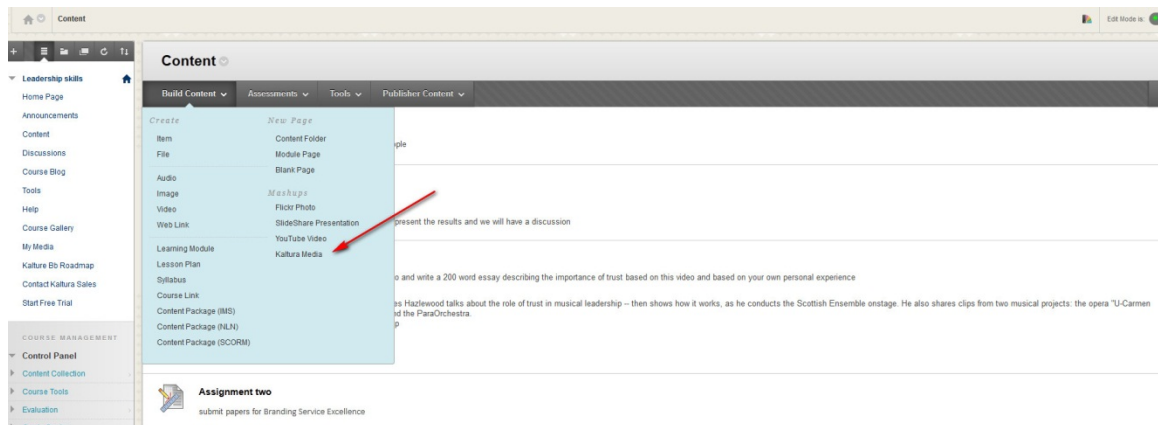 Content
Edit Mode is:
Leadership skills
Home Page
Announcements
Content
Discussions
Course Blog
Tools
Help
Course Gallery
My Media
Kalture Bb Roadmap
Contact Kaltura Sales
Start Free Trial
COURSE MANAGEMENT
Control Panel
Content Collection
Course Tools
Evaluation
Content
Build Content
Assessments
Tools
Publisher Content
Create
Item
File
Audio
Image
Video
Web Link
Learning Module
Lesson Plan
Syllabus
Course Link
Content Package (IMS)
Content Package (NLN)
Content Package (SCORM)
New Page
Content Folder
Module Page
Blank Page
Mashups
Flickr Photo
SlideShare Presentation
YouTube Video
Kaltura Media
present the results and we will have a discussion
and write a 200 word essay describing the importance of trust based on this video and based on your own personal experience
Hazlewood talks about the role of trust in musical leadership -- then shows how it works, as he conducts the Scottish Ensemble onstage. He also shares clips from two musical projects: the opera "U-Carmen
the ParaOrchestra.
Assignment two
submit papers for Branding Service Excellence